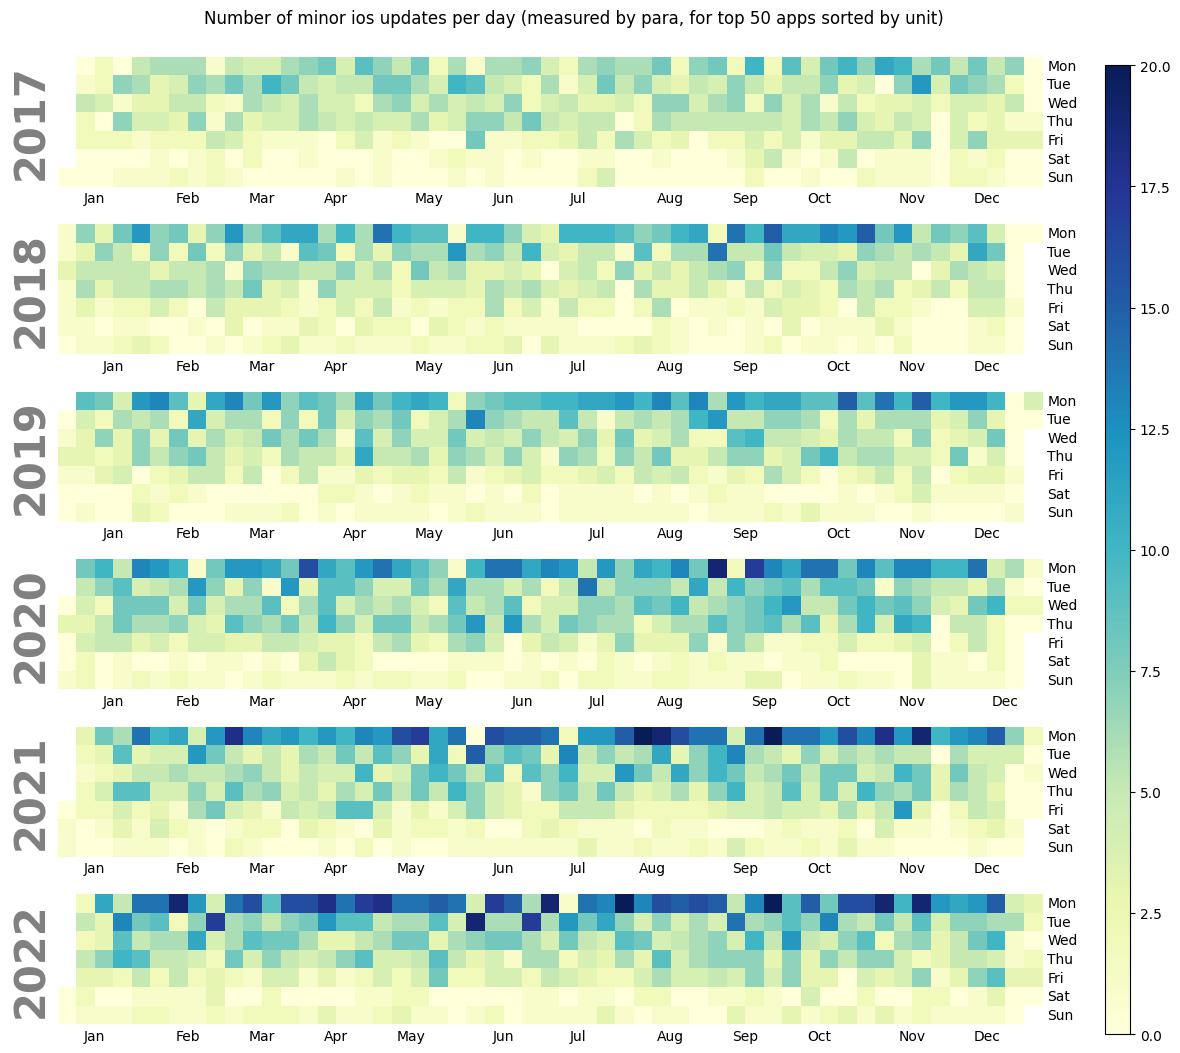 Number of minor ios updates per day (measured by para, for top 50 apps sorted by unit)
2017
Mon
Tue
Wed
Thu
Fri
Sat
Sun
Jan Feb Mar Apr May Jun Jul Aug Sep Oct Nov Dec
2018
Mon
Tue
Wed
Thu
Fri
Sat
Sun
Jan Feb Mar Apr May Jun Jul Aug Sep Oct Nov Dec
2019
Mon
Tue
Wed
Thu
Fri
Sat
Sun
Jan Feb Mar Apr May Jun Jul Aug Sep Oct Nov Dec
2020
Mon
Tue
Wed
Thu
Fri
Sat
Sun
Jan Feb Mar Apr May Jun Jul Aug Sep Oct Nov Dec
2021
Mon
Tue
Wed
Thu
Fri
Sat
Sun
Jan Feb Mar Apr May Jun Jul Aug Sep Oct Nov Dec
2022
Mon
Tue
Wed
Thu
Fri
Sat
Sun
Jan Feb Mar Apr May Jun Jul Aug Sep Oct Nov Dec
20.0
17.5
15.0
12.5
10.0
7.5
5.0
2.5
0.0